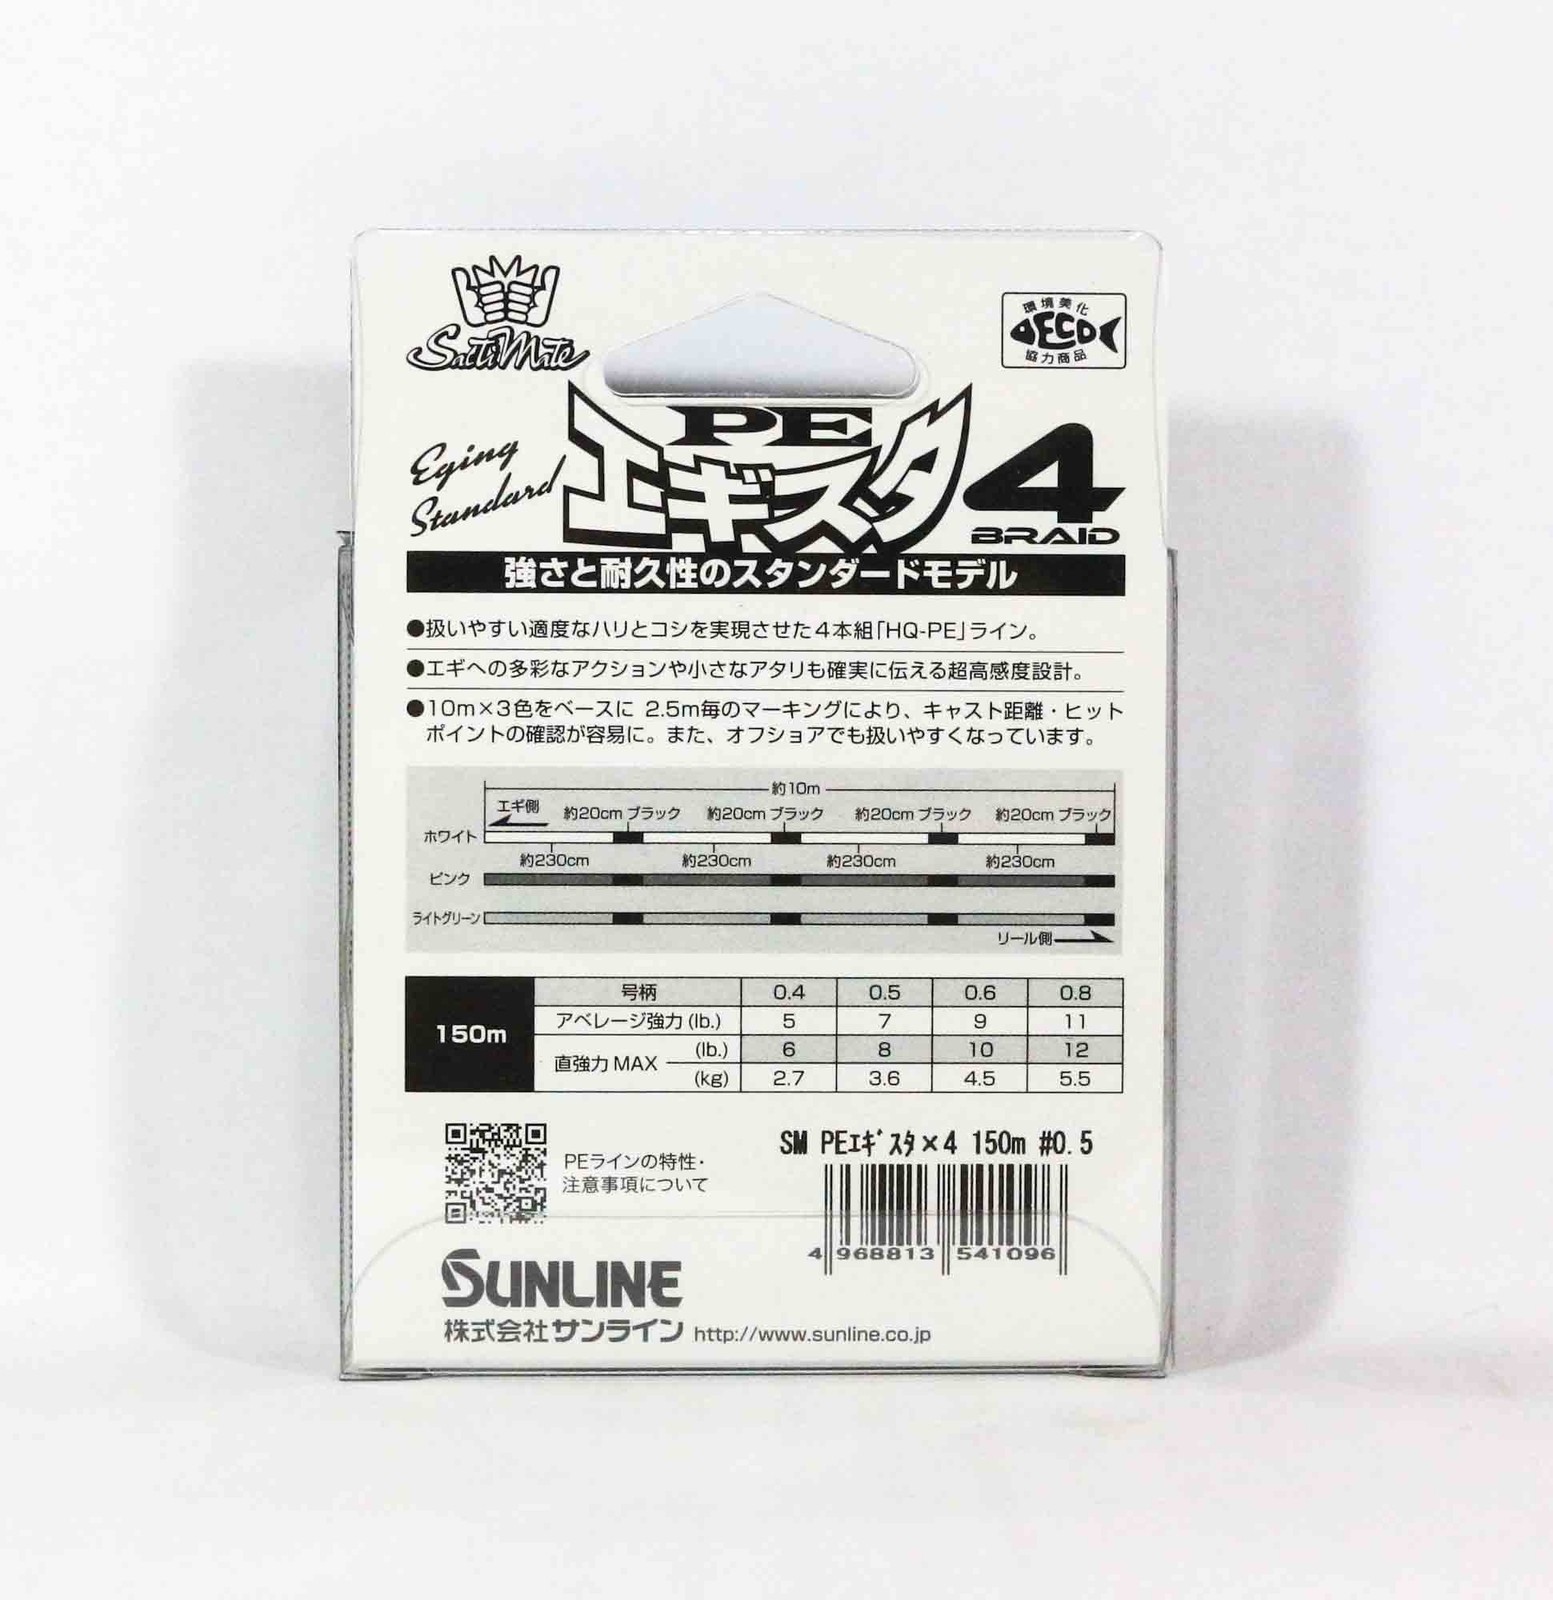 SaltiMate
環境美化
DECO
協力商品
Eging
Standard
PE
エギスタ
4
BRAID
強さと耐久性のスタンダードモデル
●扱いやすい適度なハリとコシを実現させた4本組「HQ-PE」ライン。
●エギへの多彩なアクションや小さなアタリも確実に伝える超高感度設計。
●10m×3色をベースに 2.5m毎のマーキングにより、キャスト距離・ヒット
ポイントの確認が容易に。また、オフショアでも扱いやすくなっています。
約10m
エギ側
約20cm ブラック 約20cm ブラック 約20cm ブラック 約20cm ブラック
ホワイト
約230cm 約230cm 約230cm 約230cm
ピンク
ライトグリーン
リール側
150m
号柄 0.4 0.5 0.6 0.8
アベレージ強力 (lb.) 5 7 9 11
直強力 MAX (lb.) 6 8 10 12
(kg) 2.7 3.6 4.5 5.5
PEラインの特性・
注意事項について
SM PEｴｷﾞｽﾀ×4 150m #0.5
4 968813 541096
SUNLINE
株式会社サンライン http://www.sunline.co.jp